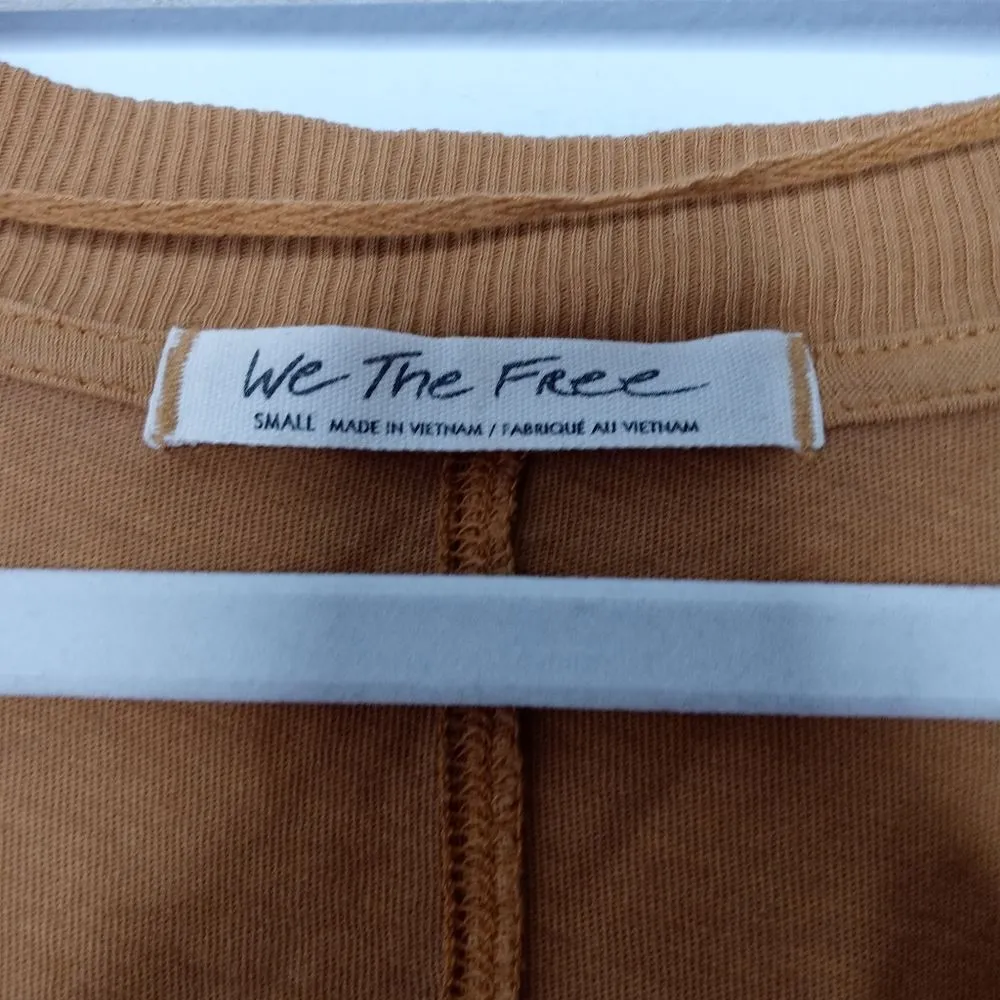 We The Free
SMALL MADE IN VIETNAM / FABRIQUÉ AU VIETNAM